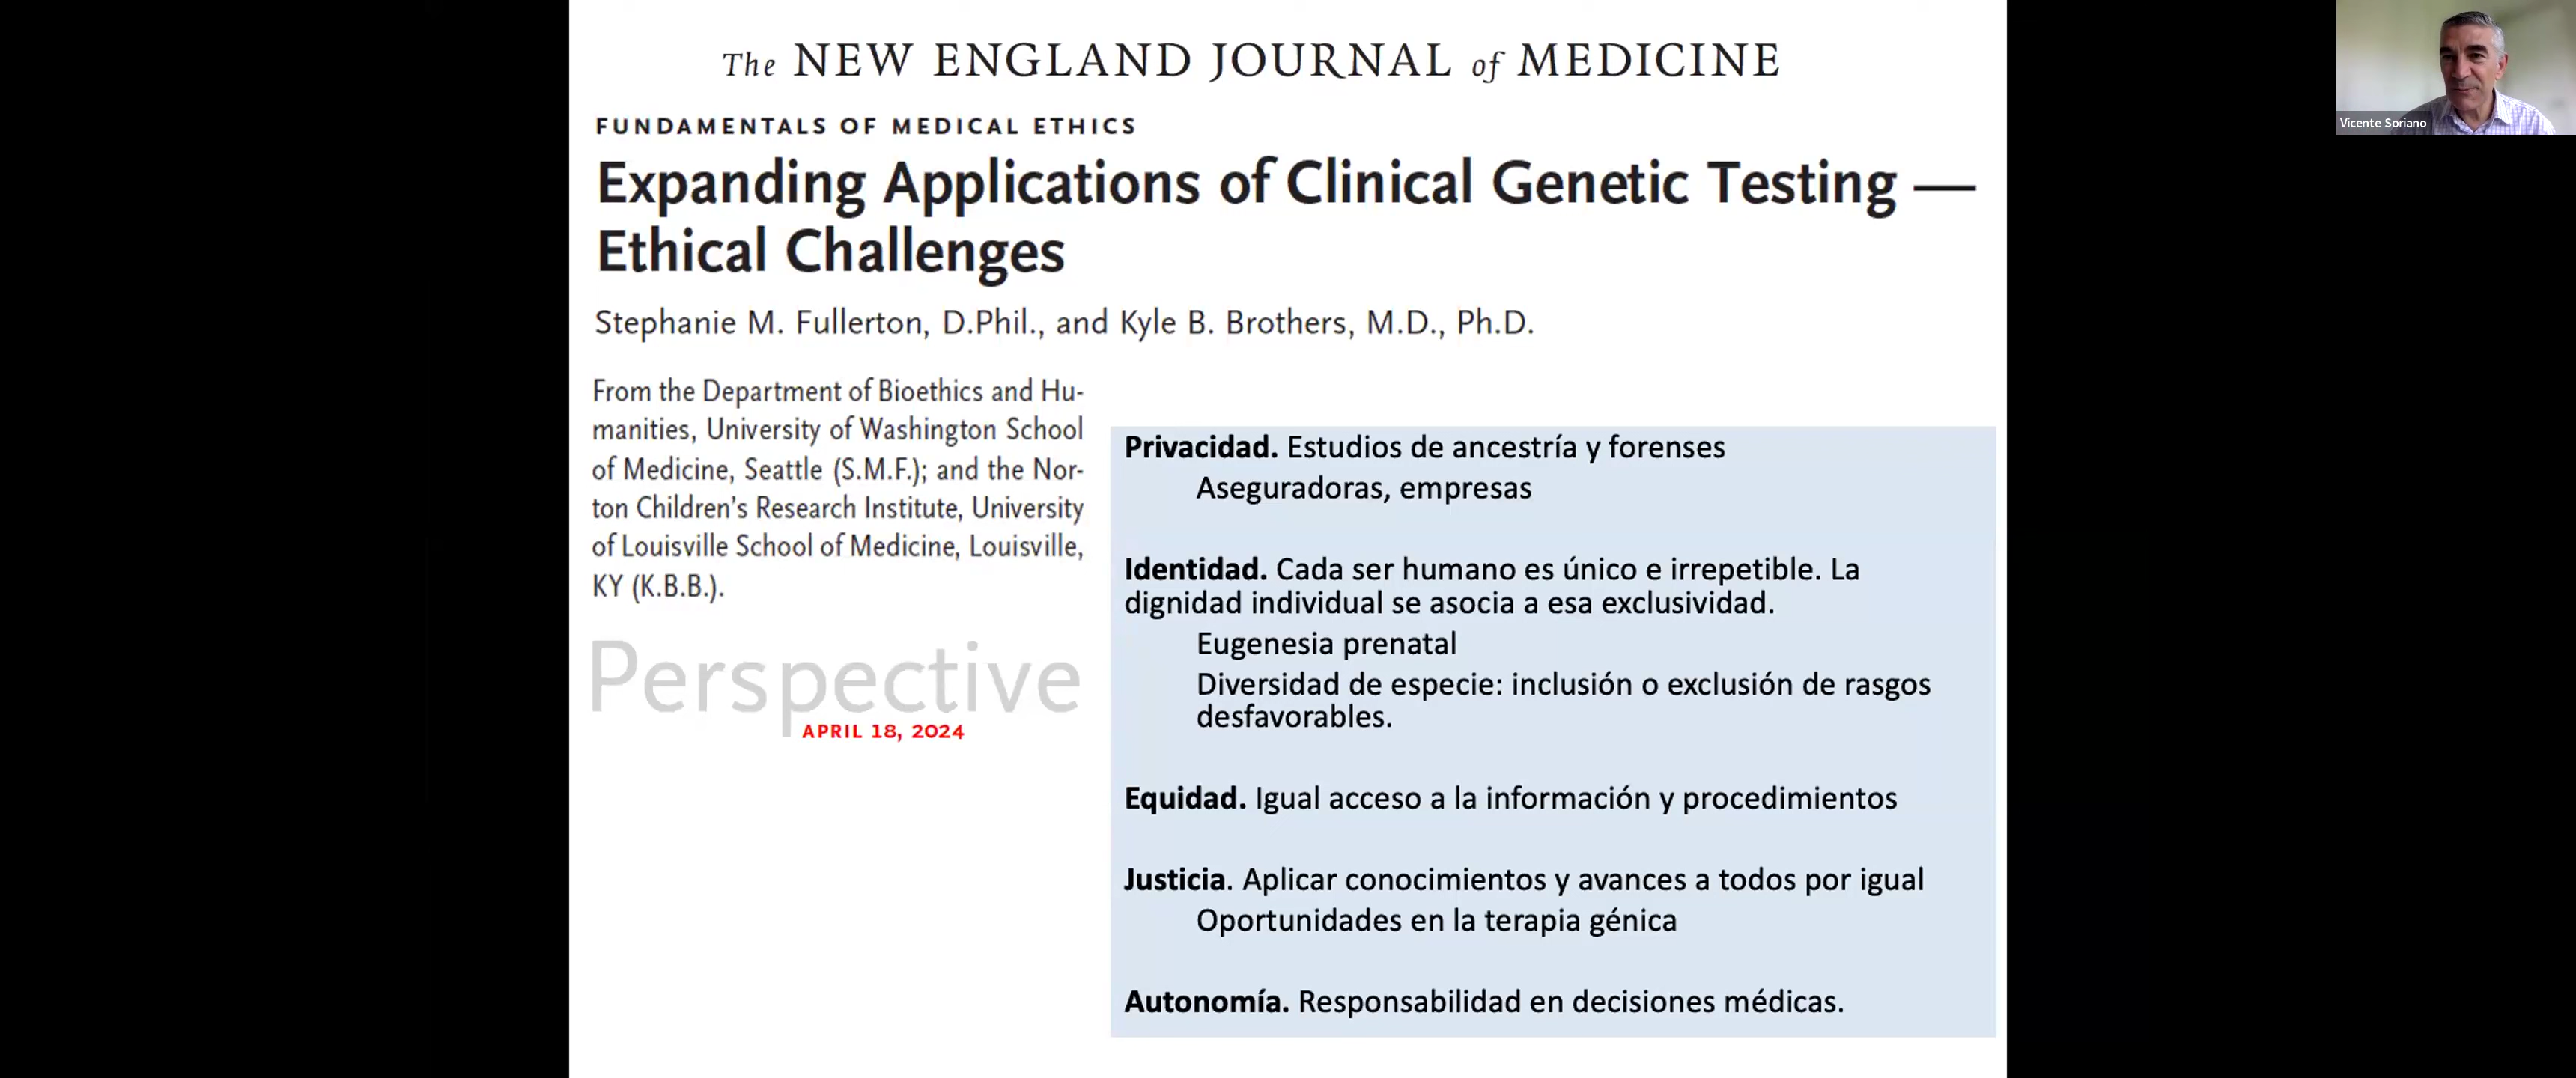 The NEW ENGLAND JOURNAL of MEDICINE
FUNDAMENTALS OF MEDICAL ETHICS
Expanding Applications of Clinical Genetic Testing —
Ethical Challenges
Stephanie M. Fullerton, D.Phil., and Kyle B. Brothers, M.D., Ph.D.
From the Department of Bioethics and Hu-
manities, University of Washington School
of Medicine, Seattle (S.M.F.); and the Nor-
ton Children's Research Institute, University
of Louisville School of Medicine, Louisville,
KY (K.B.B.).
Perspective
APRIL 18, 2024
Privacidad. Estudios de ancestría y forenses
Aseguradoras, empresas
Identidad. Cada ser humano es único e irrepetible. La
dignidad individual se asocia a esa exclusividad.
Eugenesia prenatal
Diversidad de especie: inclusión o exclusión de rasgos
desfavorables.
Equidad. Igual acceso a la información y procedimientos
Justicia. Aplicar conocimientos y avances a todos por igual
Oportunidades en la terapia génica
Autonomía. Responsabilidad en decisiones médicas.
Vicente Soriano